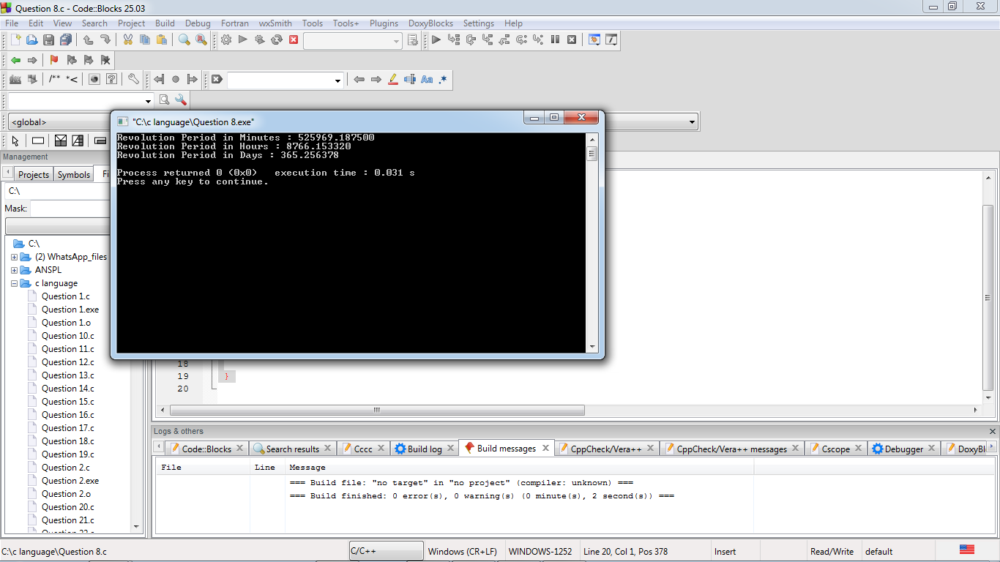 Question 8.c - Code::Blocks 25.03
File Edit View Search Project Build Debug Fortran wxSmith Tools Tools+ Plugins DoxyBlocks Settings Help
/** *<
Aa .*
<global>
"C:\c language\Question 8.exe"
Revolution Period in Minutes : 525969.187500
Revolution Period in Hours : 8766.153320
Revolution Period in Days : 365.256378
Process returned 0 (0x0) execution time : 0.031 s
Press any key to continue.
Management
Projects Symbols Fi
C:\
Mask:
C:\
(2) WhatsApp_files
ANSPL
c language
Question 1.c
Question 1.exe
Question 1.o
Question 10.c
Question 11.c
Question 12.c
Question 13.c
Question 14.c
Question 15.c
Question 16.c
Question 17.c
Question 18.c
Question 19.c
Question 2.c
Question 2.exe
Question 2.o
Question 20.c
Question 21.c
18
19 }
20
Logs & others
Code::Blocks Search results Cccc Build log Build messages CppCheck/Vera++ CppCheck/Vera++ messages Cscope Debugger DoxyBl
File Line Message
=== Build file: "no target" in "no project" (compiler: unknown) ===
=== Build finished: 0 error(s), 0 warning(s) (0 minute(s), 2 second(s)) ===
C:\c language\Question 8.c C/C++ Windows (CR+LF) WINDOWS-1252 Line 20, Col 1, Pos 378 Insert Read/Write default